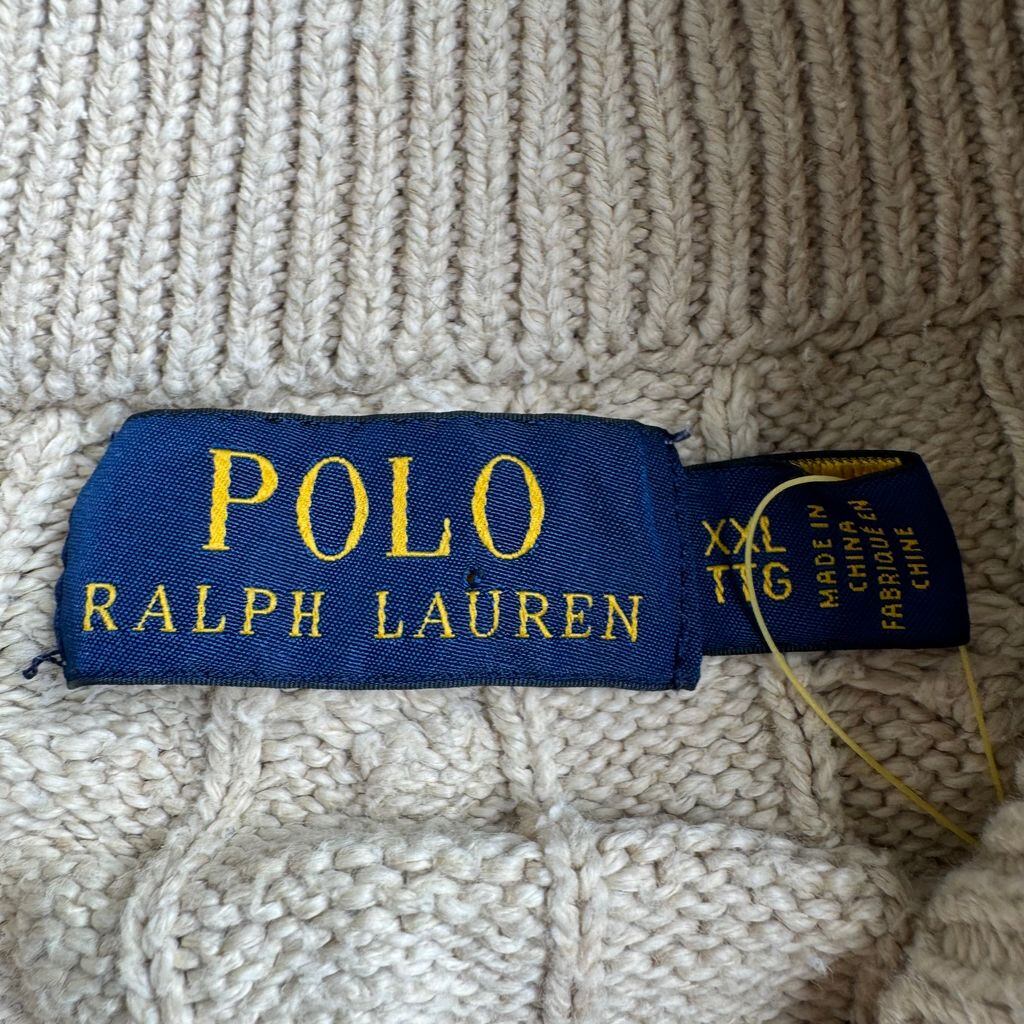 POLO
RALPH LAUREN
XXL
TTG
MADE IN
CHINA
FABRIQUÉ EN
CHINE